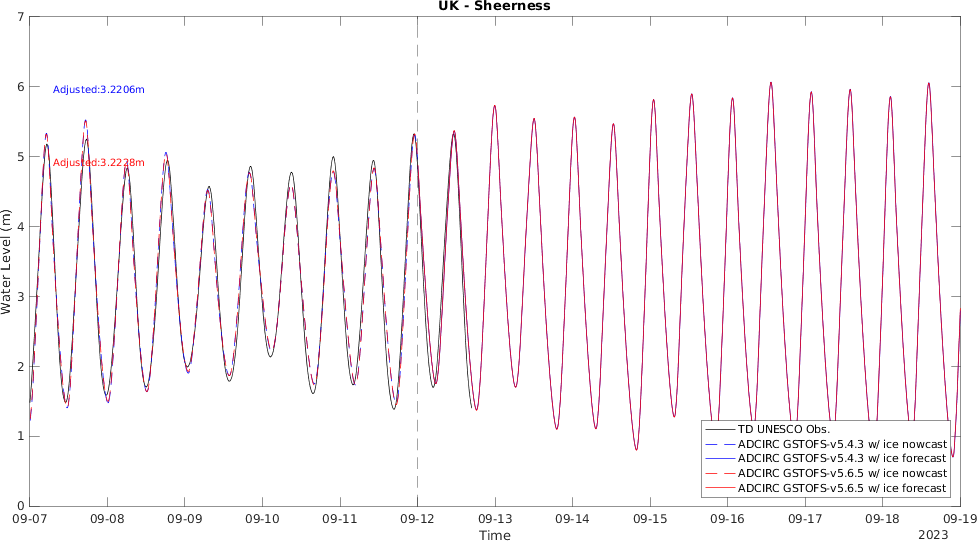 UK - Sheerness
7
6
5
4
3
2
1
0
Water Level (m)
Adjusted:3.2206m
Adjusted:3.2228m
TD UNESCO Obs.
ADCIRC GSTOFS-v5.4.3 w/ ice nowcast
ADCIRC GSTOFS-v5.4.3 w/ ice forecast
ADCIRC GSTOFS-v5.6.5 w/ ice nowcast
ADCIRC GSTOFS-v5.6.5 w/ ice forecast
09-07 09-08 09-09 09-10 09-11 09-12 09-13 09-14 09-15 09-16 09-17 09-18 09-19
Time
2023